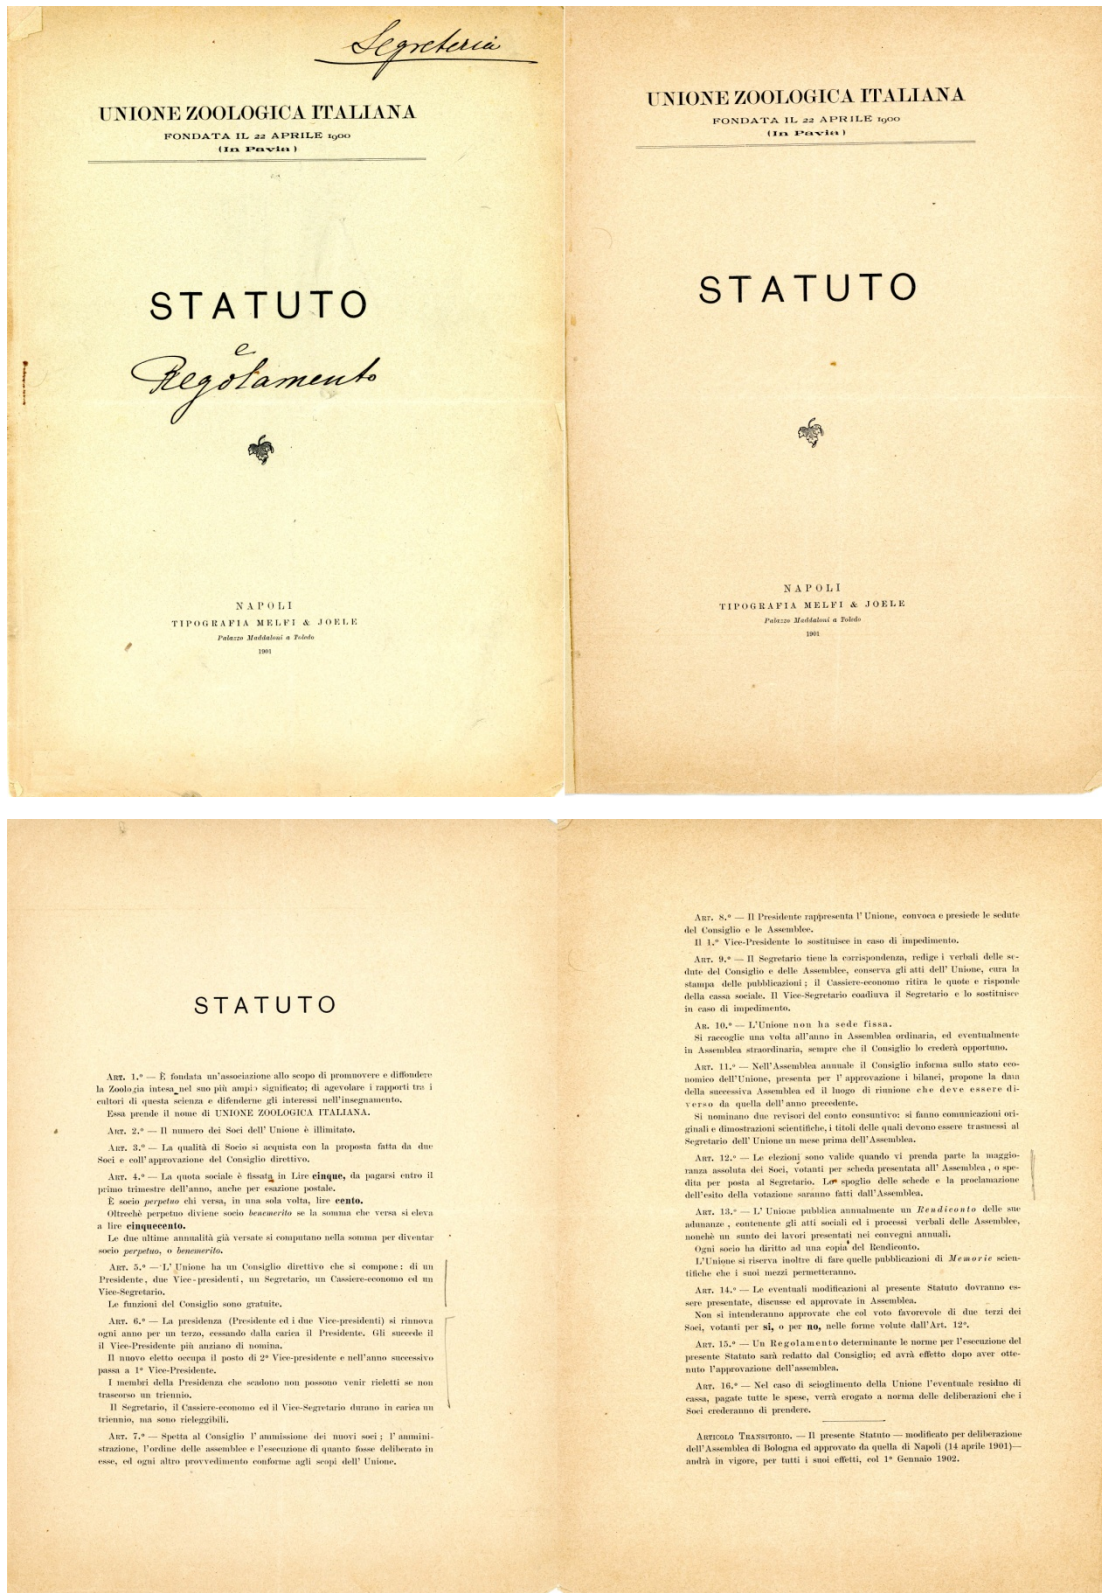 Segreteria
UNIONE ZOOLOGICA ITALIANA
FONDATA IL 22 APRILE 1900
(In Pavia)
STATUTO
e
Regolamento
NAPOLI
TIPOGRAFIA MELFI & JOELE
Palazzo Maddaloni a Toledo
1901
UNIONE ZOOLOGICA ITALIANA
FONDATA IL 22 APRILE 1900
(In Pavia)
STATUTO
NAPOLI
TIPOGRAFIA MELFI & JOELE
Palazzo Maddaloni a Toledo
1901
STATUTO
ART. 1.º — È fondata un'associazione allo scopo di promuovere e diffondere
la Zoologia intesa nel suo più ampio significato; di agevolare i rapporti tra i
cultori di questa scienza e difenderne gli interessi nell'insegnamento.
Essa prende il nome di UNIONE ZOOLOGICA ITALIANA.
ART. 2.º — Il numero dei Soci dell' Unione è illimitato.
ART. 3.º — La qualità di Socio si acquista con la proposta fatta da due
Soci e coll'approvazione del Consiglio direttivo.
ART. 4.º — La quota sociale è fissata in Lire cinque, da pagarsi entro il
primo trimestre dell'anno, anche per esazione postale.
È socio perpetuo chi versa, in una sola volta, lire cento.
Oltrechè perpetuo diviene socio benemerito se la somma che versa si eleva
a lire cinquecento.
Le due ultime annualità già versate si computano nella somma per diventar
socio perpetuo, o benemerito.
ART. 5.º — L' Unione ha un Consiglio direttivo che si compone: di un
Presidente, due Vice-presidenti, un Segretario, un Cassiere-economo ed un
Vice-Segretario.
Le funzioni del Consiglio sono gratuite.
ART. 6.º — La presidenza (Presidente ed i due Vice-presidenti) si rinnova
ogni anno per un terzo, cessando dalla carica il Presidente. Gli succede il
il Vice-Presidente più anziano di nomina.
Il nuovo eletto occupa il posto di 2º Vice-presidente e nell'anno successivo
passa a 1º Vice-Presidente.
I membri della Presidenza che scadono non possono venir rieletti se non
trascorso un triennio.
Il Segretario, il Cassiere-economo ed il Vice-Segretario durano in carica un
triennio, ma sono rieleggibili.
ART. 7.º — Spetta al Consiglio l' ammissione dei nuovi soci; l' ammini-
strazione, l'ordine delle assemblee e l'esecuzione di quanto fosse deliberato in
esse, ed ogni altro provvedimento conforme agli scopi dell' Unione.
ART. 8.º — Il Presidente rappresenta l' Unione, convoca e presiede le sedute
del Consiglio e le Assemblee.
Il 1.º Vice-Presidente lo sostituisce in caso di impedimento.
ART. 9.º — Il Segretario tiene la corrispondenza, redige i verbali delle se-
dute del Consiglio e delle Assemblee, conserva gli atti dell' Unione, cura la
stampa delle pubblicazioni; il Cassiere-economo ritira le quote e risponde
della cassa sociale. Il Vice-Segretario coadiuva il Segretario e lo sostituisce
in caso di impedimento.
AR. 10.º — L'Unione non ha sede fissa.
Si raccoglie una volta all'anno in Assemblea ordinaria, ed eventualmente
in Assemblea straordinaria, sempre che il Consiglio lo crederà opportuno.
ART. 11.º — Nell'Assemblea annuale il Consiglio informa sullo stato eco-
nomico dell'Unione, presenta per l' approvazione i bilanci, propone la data
della successiva Assemblea ed il luogo di riunione che deve essere di-
verso da quella dell'anno precedente.
Si nominano due revisori del conto consuntivo: si fanno comunicazioni ori-
ginali e dimostrazioni scientifiche, i titoli delle quali devono essere trasmessi al
Segretario dell' Unione un mese prima dell'Assemblea.
ART. 12.º — Le elezioni sono valide quando vi prenda parte la maggio-
ranza assoluta dei Soci, votanti per scheda presentata all' Assemblea, o spe-
dita per posta al Segretario. Lo spoglio delle schede e la proclamazione
dell'esito della votazione saranno fatti dall'Assemblea.
ART. 13.º — L' Unione pubblica annualmente un Rendiconto delle sue
adunanze, contenente gli atti sociali ed i processi verbali delle Assemblee,
nonchè un sunto dei lavori presentati nei convegni annuali.
Ogni socio ha diritto ad una copia del Rendiconto.
L'Unione si riserva inoltre di fare quelle pubblicazioni di Memorie scien-
tifiche che i suoi mezzi permetteranno.
ART. 14.º — Le eventuali modificazioni al presente Statuto dovranno es-
sere presentate, discusse ed approvate in Assemblea.
Non si intenderanno approvate che col voto favorevole di due terzi dei
Soci, votanti per si, o per no, nelle forme volute dall'Art. 12º.
ART. 15.º — Un Regolamento determinante le norme per l'esecuzione del
presente Statuto sarà redatto dal Consiglio; ed avrà effetto dopo aver otte-
nuto l'approvazione dell'assemblea.
ART. 16.º — Nel caso di scioglimento della Unione l'eventuale residuo di
cassa, pagate tutte le spese, verrà erogato a norma delle deliberazioni che i
Soci crederanno di prendere.
ARTICOLO TRANSITORIO. — Il presente Statuto — modificato per deliberazione
dell'Assemblea di Bologna ed approvato da quella di Napoli (14 aprile 1901)—
andrà in vigore, per tutti i suoi effetti, col 1º Gennaio 1902.